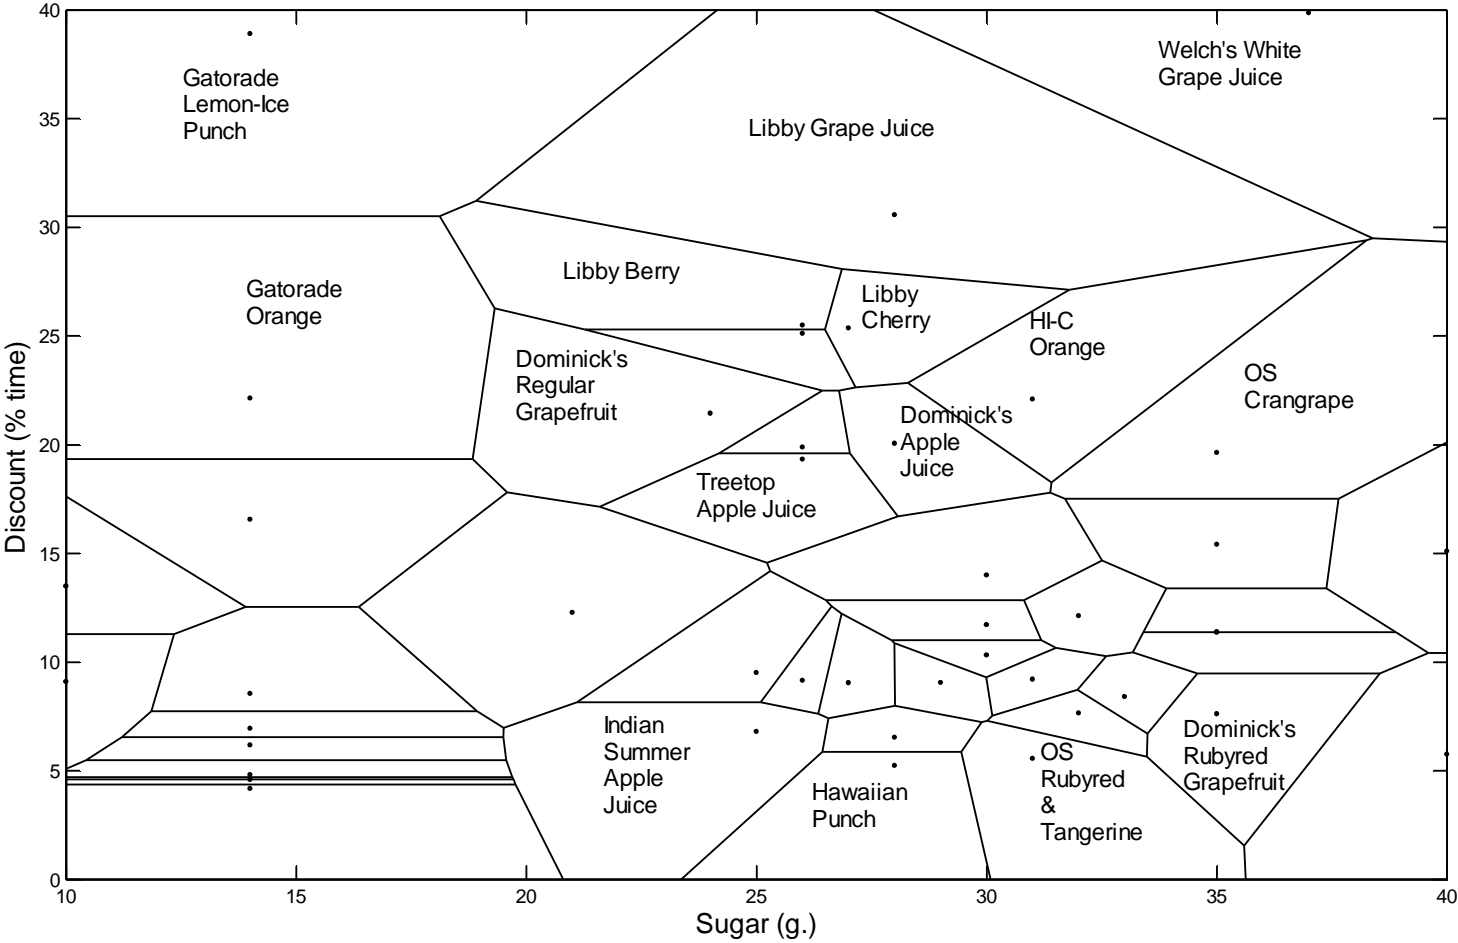 40
Welch's White
Grape Juice
Gatorade
Lemon-Ice
Punch
35
Libby Grape Juice
30
Libby Berry
Gatorade
Orange
Libby
Cherry
HI-C
Orange
25
Dominick's
Regular
Grapefruit
OS
Crangrape
Dominick's
Apple
Juice
20
Treetop
Apple Juice
15
10
Indian
Summer
Apple
Juice
Dominick's
Rubyred
Grapefruit
OS
Rubyred
&
Tangerine
5
Hawaiian
Punch
0
10
15
20
25
30
35
40
Sugar (g.)
Discount (% time)